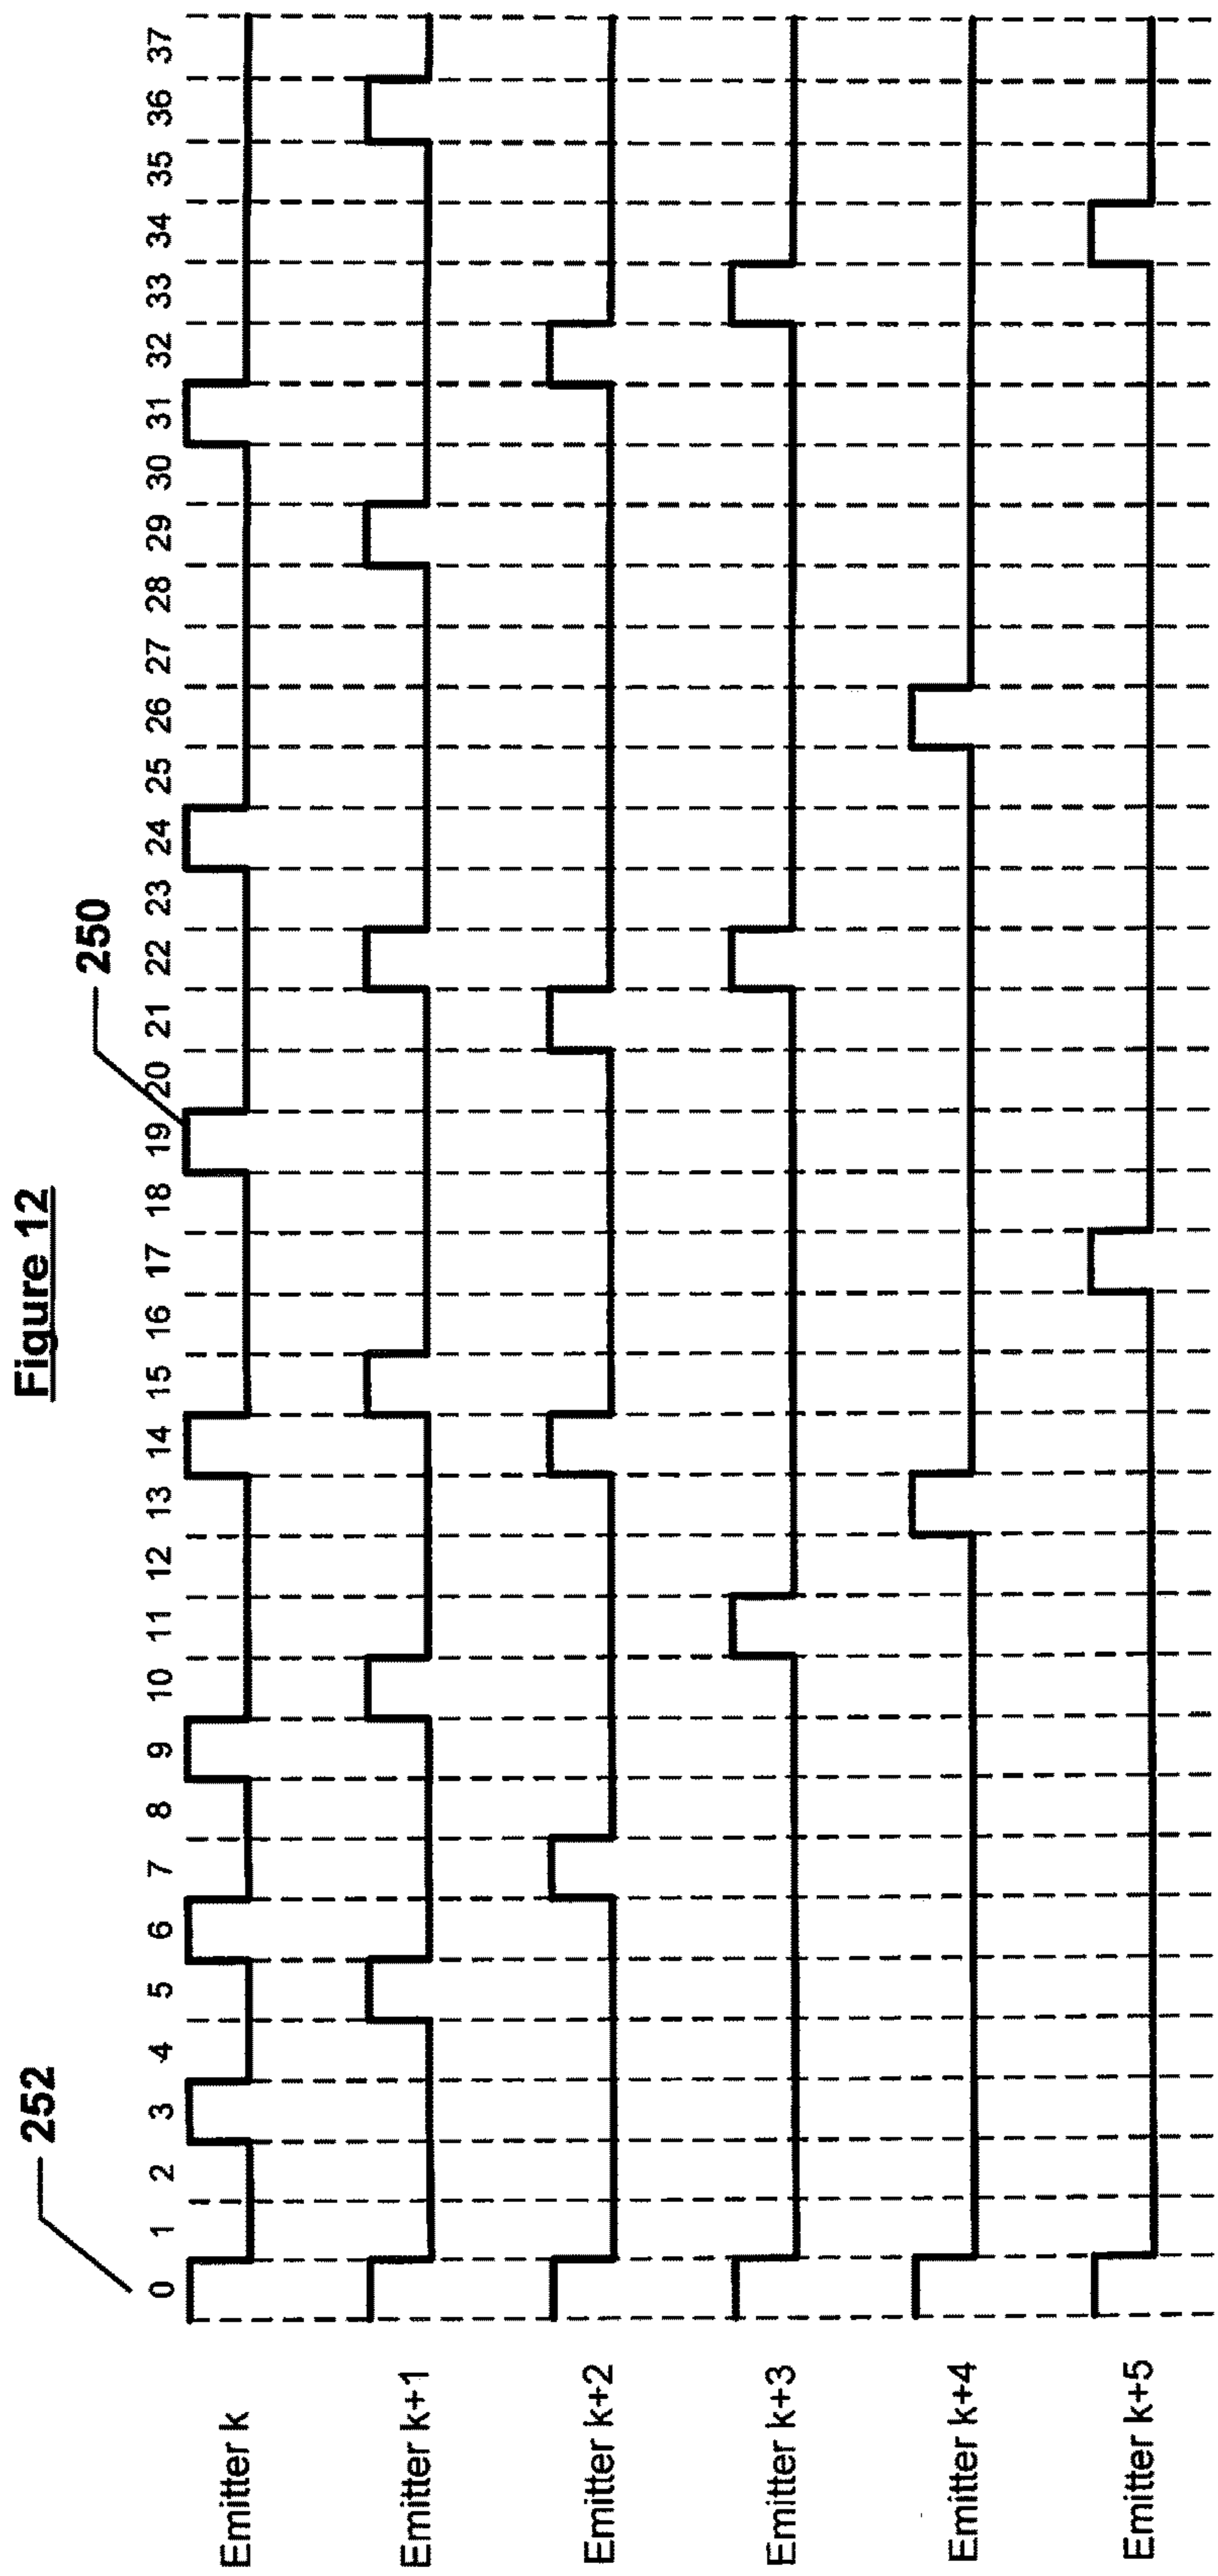 Figure 12
252
250
0 1 2 3 4 5 6 7 8 9 10 11 12 13 14 15 16 17 18 19 20 21 22 23 24 25 26 27 28 29 30 31 32 33 34 35 36 37
Emitter k
Emitter k+1
Emitter k+2
Emitter k+3
Emitter k+4
Emitter k+5